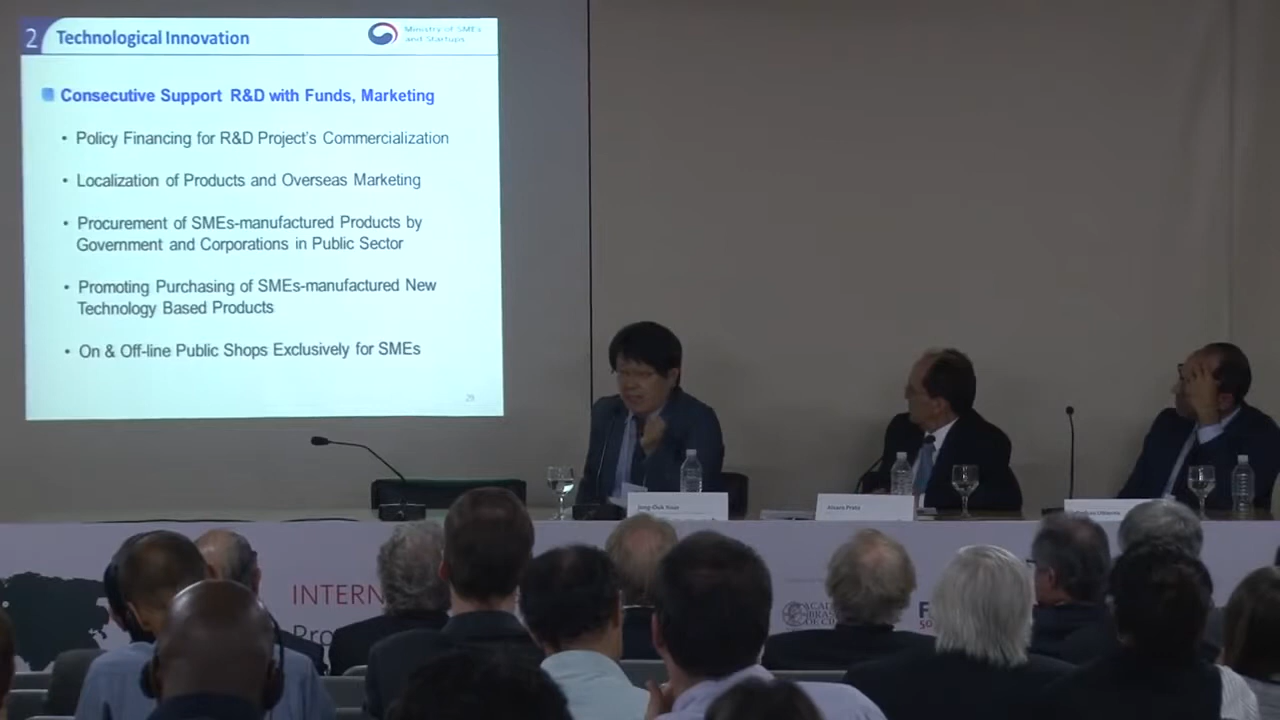 2 Technological Innovation
Ministry of SMEs
and Startups
Consecutive Support R&D with Funds, Marketing
• Policy Financing for R&D Project's Commercialization
• Localization of Products and Overseas Marketing
• Procurement of SMEs-manufactured Products by
Government and Corporations in Public Sector
• Promoting Purchasing of SMEs-manufactured New
Technology Based Products
• On & Off-line Public Shops Exclusively for SMEs
Alvaro Prata
INTERN